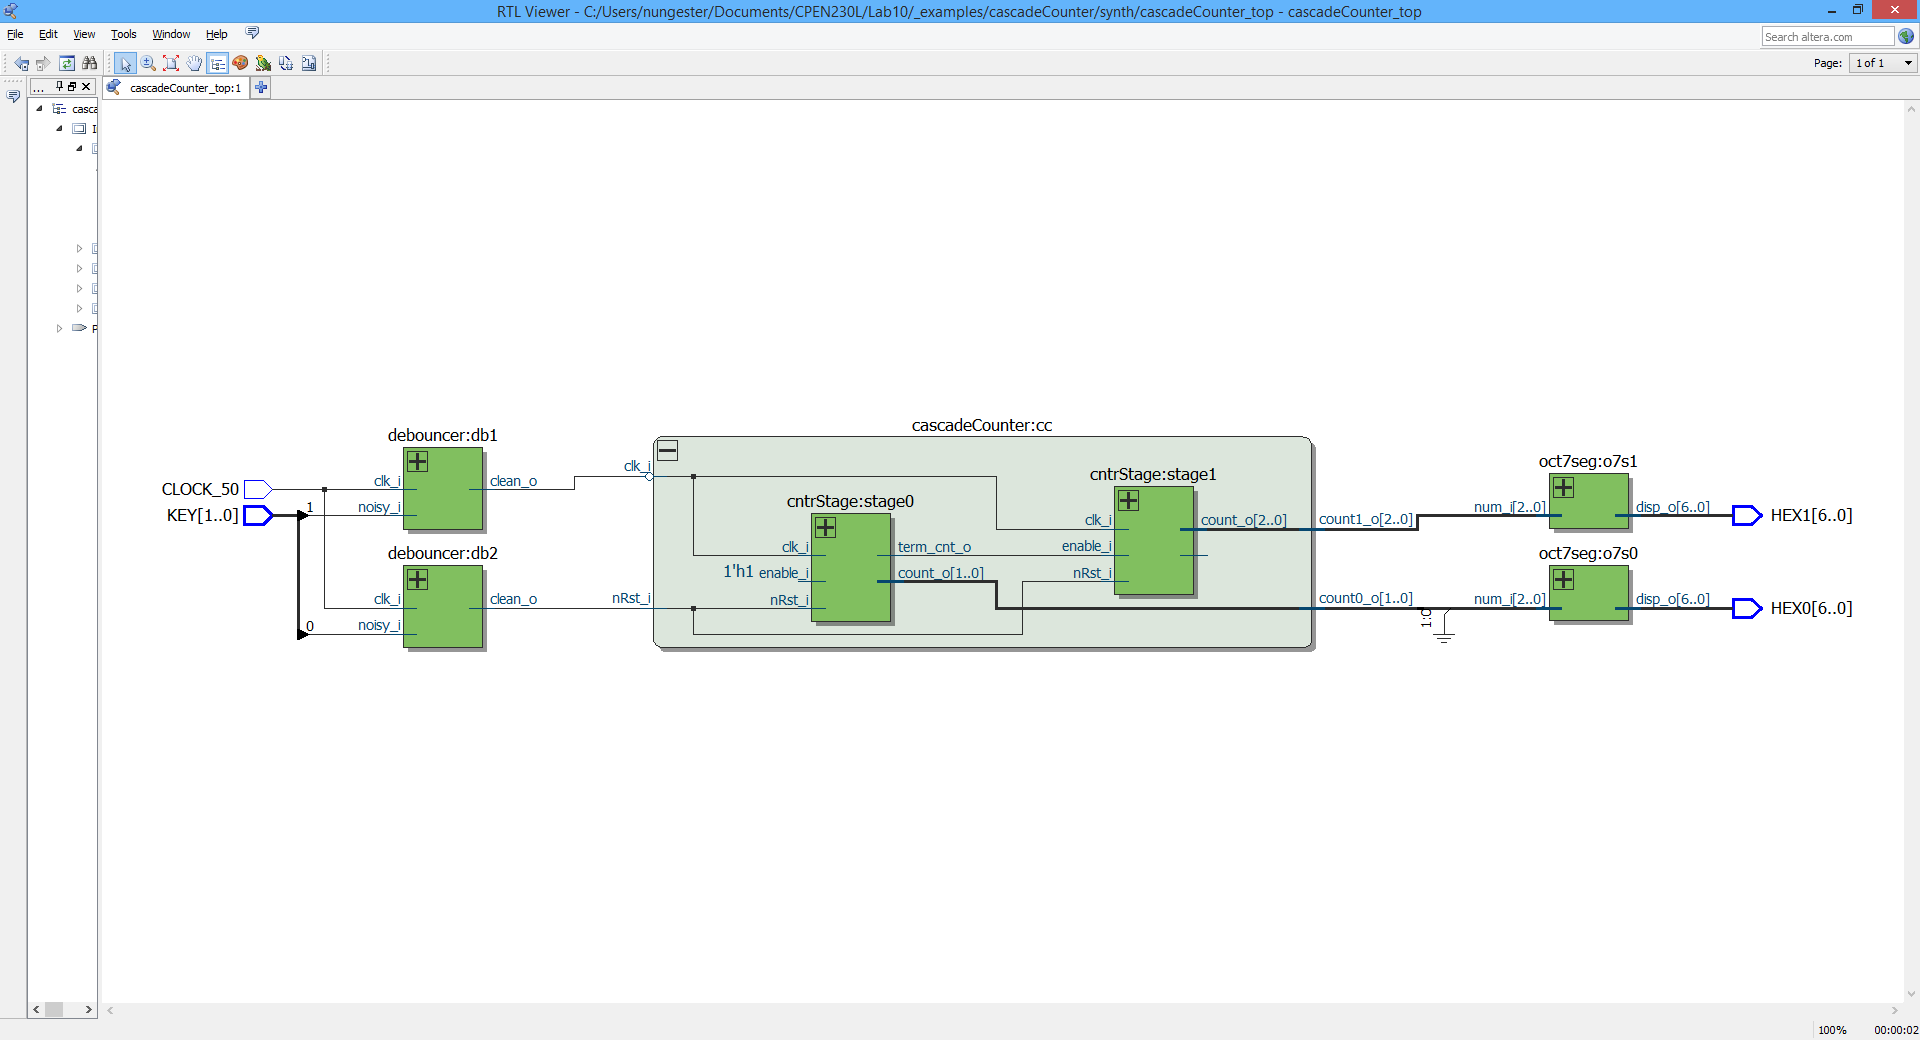 RTL Viewer - C:/Users/nungester/Documents/CPEN230L/Lab10/_examples/cascadeCounter/synth/cascadeCounter_top - cascadeCounter_top
File Edit View Tools Window Help
Search altera.com
Page: 1 of 1
...
cascadeCounter_top:1
casca
cascadeCounter:cc
debouncer:db1
clk_i
noisy_i
clean_o
CLOCK_50
KEY[1..0]
1
0
debouncer:db2
clk_i
noisy_i
clean_o
clk_i
nRst_i
cntrStage:stage0
clk_i
1'h1 enable_i
nRst_i
term_cnt_o
count_o[1..0]
cntrStage:stage1
clk_i
enable_i
nRst_i
count_o[2..0]
count1_o[2..0]
count0_o[1..0]
1:0
oct7seg:o7s1
num_i[2..0]
disp_o[6..0]
HEX1[6..0]
oct7seg:o7s0
num_i[2..0]
disp_o[6..0]
HEX0[6..0]
100% 00:00:02